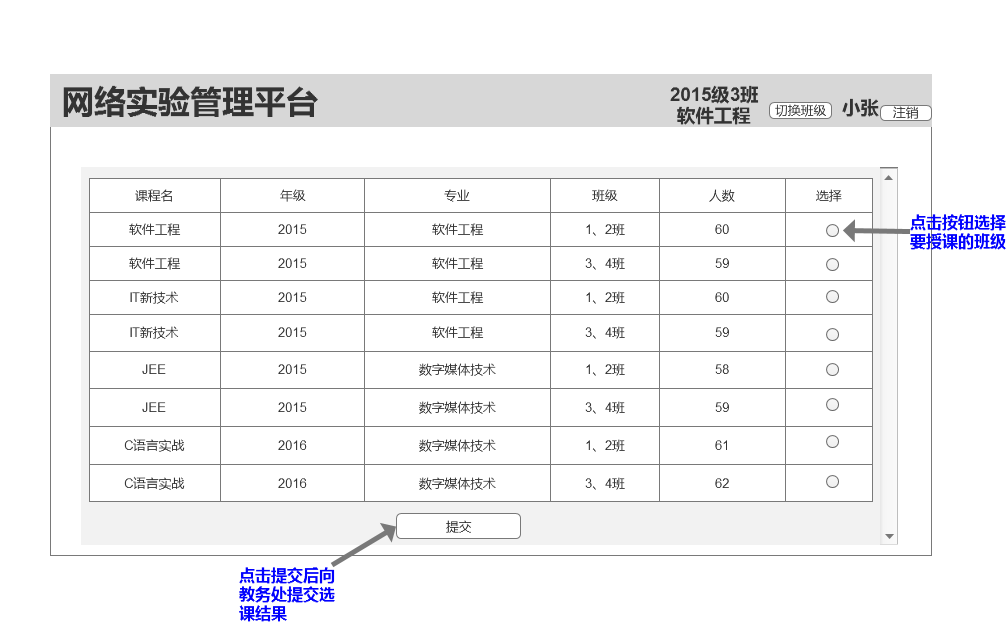 网络实验管理平台
2015级3班
软件工程
切换班级
小张
注销
课程名 年级 专业 班级 人数 选择
软件工程 2015 软件工程 1、2班 60
软件工程 2015 软件工程 3、4班 59
IT新技术 2015 软件工程 1、2班 60
IT新技术 2015 软件工程 3、4班 59
JEE 2015 数字媒体技术 1、2班 58
JEE 2015 数字媒体技术 3、4班 59
C语言实战 2016 数字媒体技术 1、2班 61
C语言实战 2016 数字媒体技术 3、4班 62
点击按钮选择
要授课的班级
提交
点击提交后向
教务处提交选
课结果